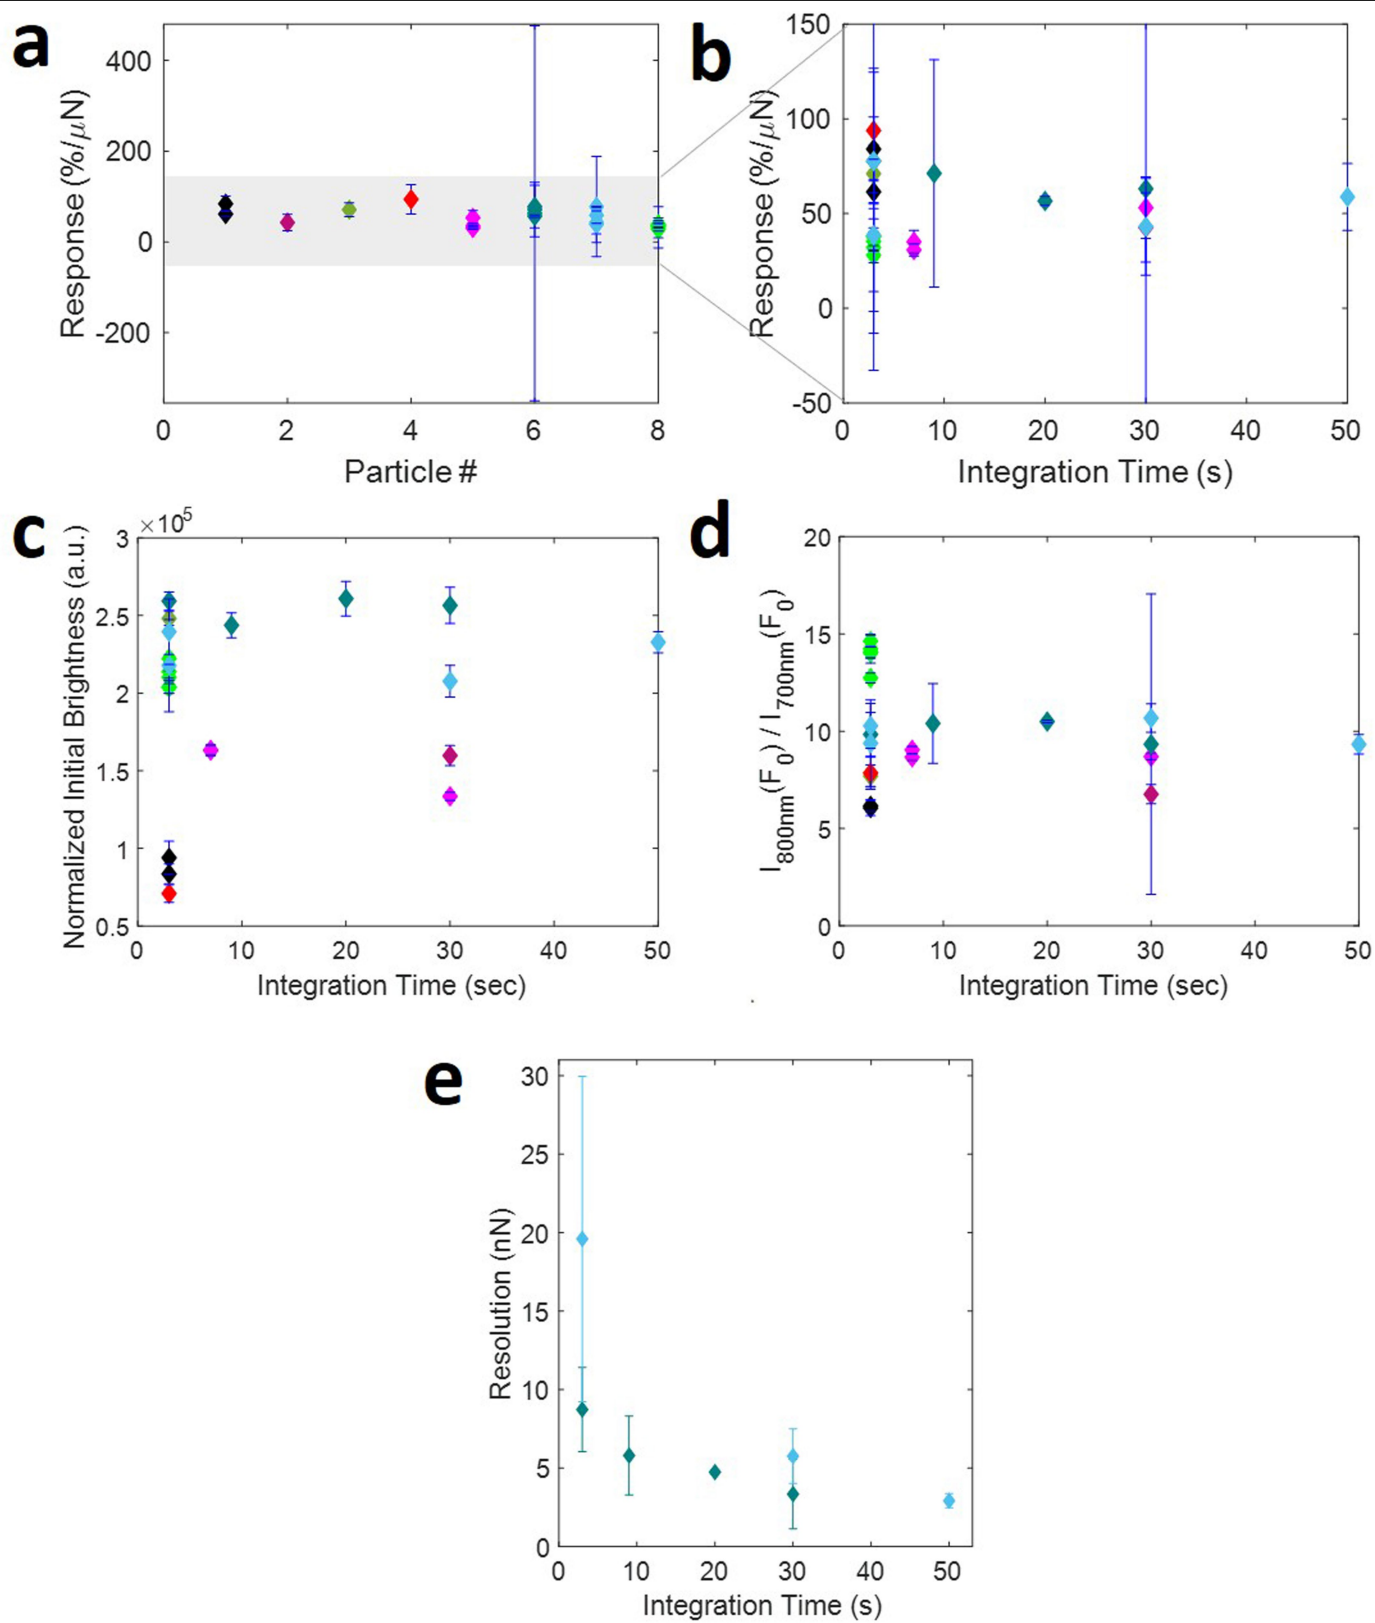 a
Response (%/μN)
400
200
0
-200
0 2 4 6 8
Particle #
b
Response (%/μN)
150
100
50
0
-50
0 10 20 30 40 50
Integration Time (s)
c
Normalized Initial Brightness (a.u.)
×10⁵
3
2.5
2
1.5
1
0.5
0 10 20 30 40 50
Integration Time (sec)
d
I800nm(F0) / I700nm(F0)
20
15
10
5
0
0 10 20 30 40 50
Integration Time (sec)
e
Resolution (nN)
30
25
20
15
10
5
0
0 10 20 30 40 50
Integration Time (s)